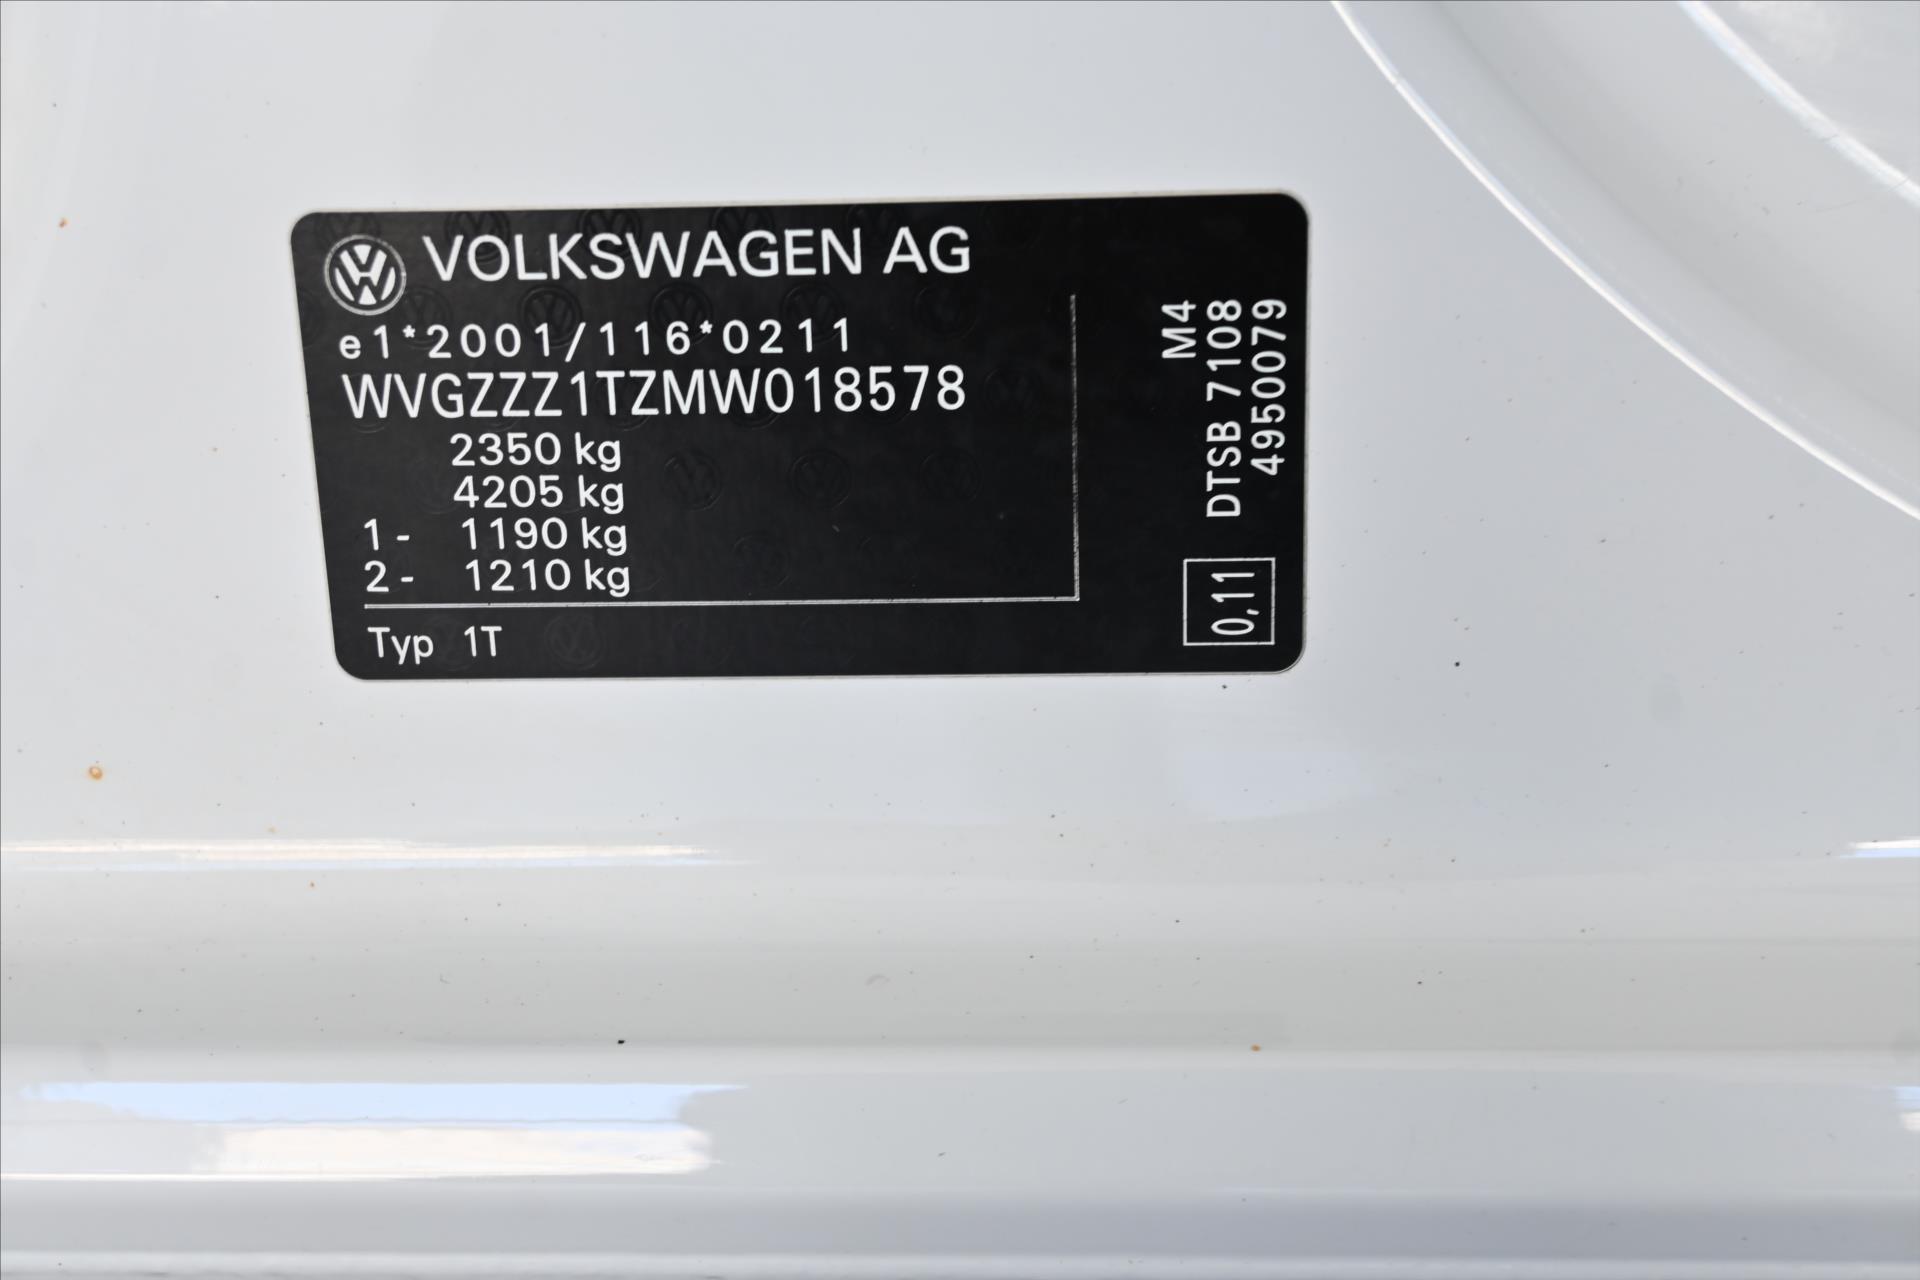 VOLKSWAGEN AG
e1*2001/116*0211
WVGZZZ1TZMW018578
2350 kg
4205 kg
1- 1190 kg
2- 1210 kg
Typ 1T
M4
DTSB 7108
4950079
0,11